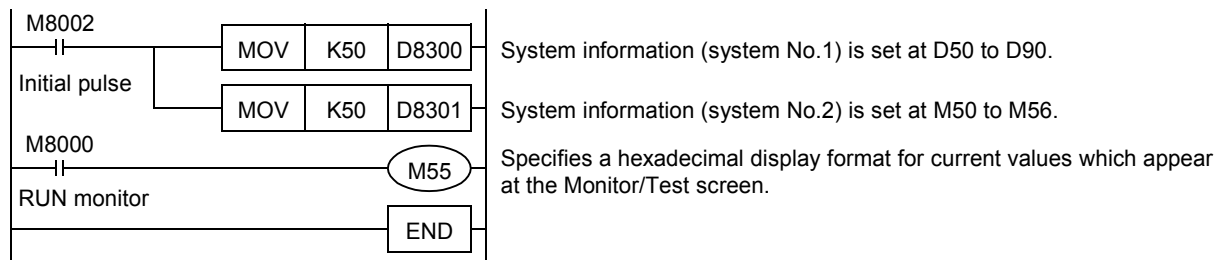 M8002
MOV K50 D8300 System information (system No.1) is set at D50 to D90.
Initial pulse
MOV K50 D8301 System information (system No.2) is set at M50 to M56.
M8000
M55 Specifies a hexadecimal display format for current values which appear
at the Monitor/Test screen.
RUN monitor
END